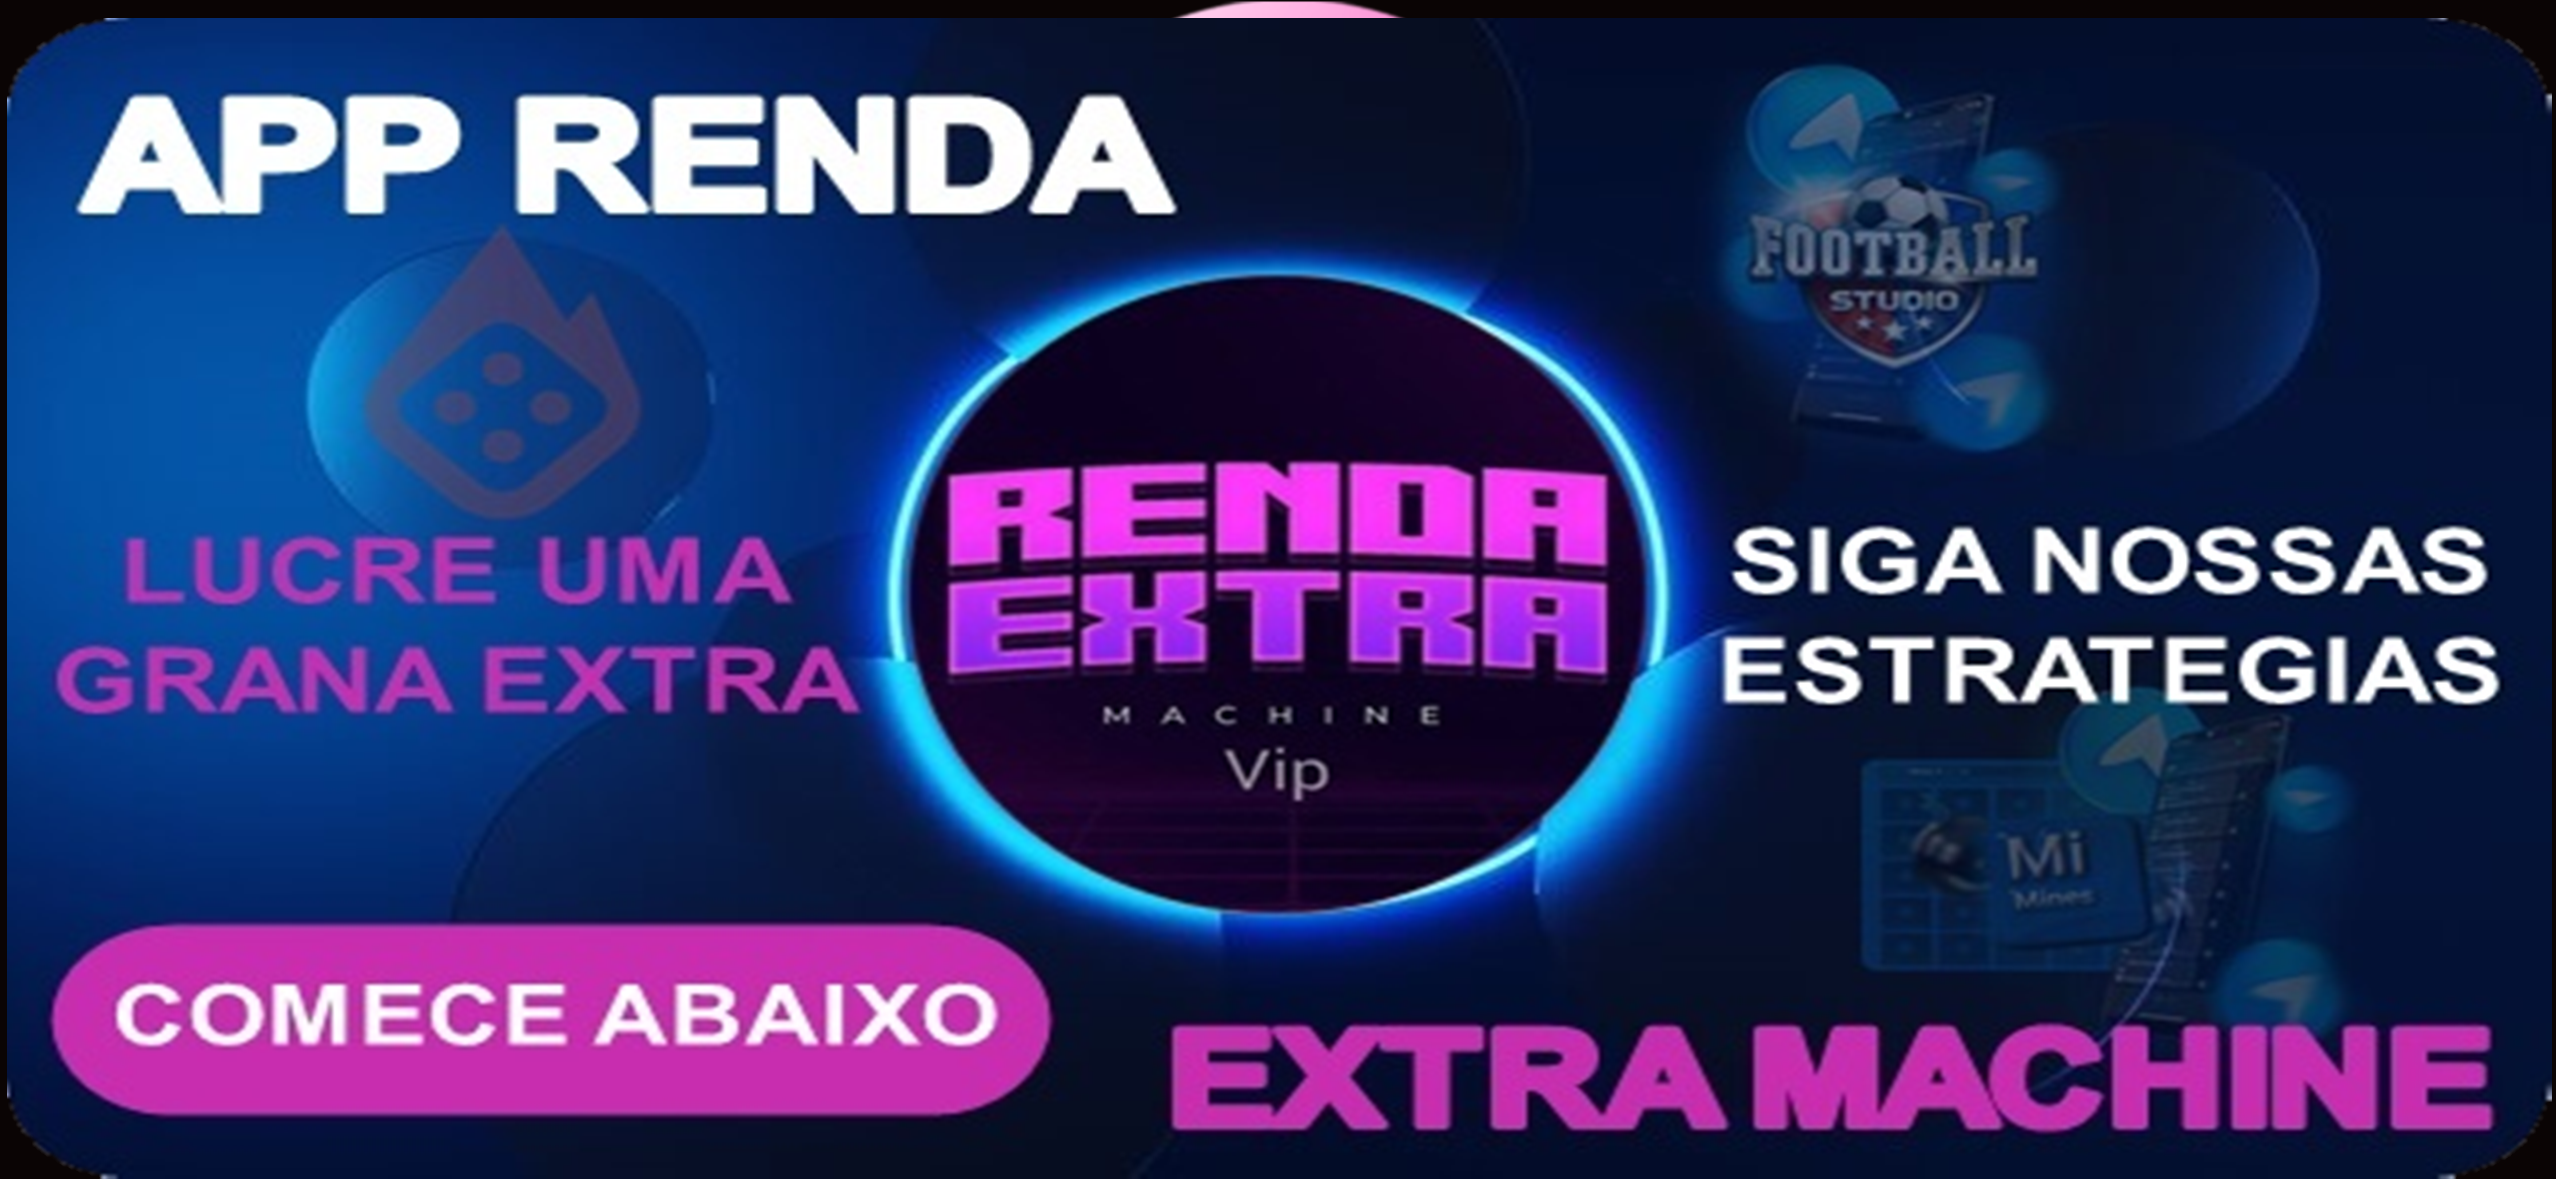 APP RENDA
FOOTBALL
STUDIO
LUCRE UMA
GRANA EXTRA
RENDA
EXTRA
MACHINE
Vip
SIGA NOSSAS
ESTRATEGIAS
Mi
Mines
COMECE ABAIXO
EXTRA MACHINE